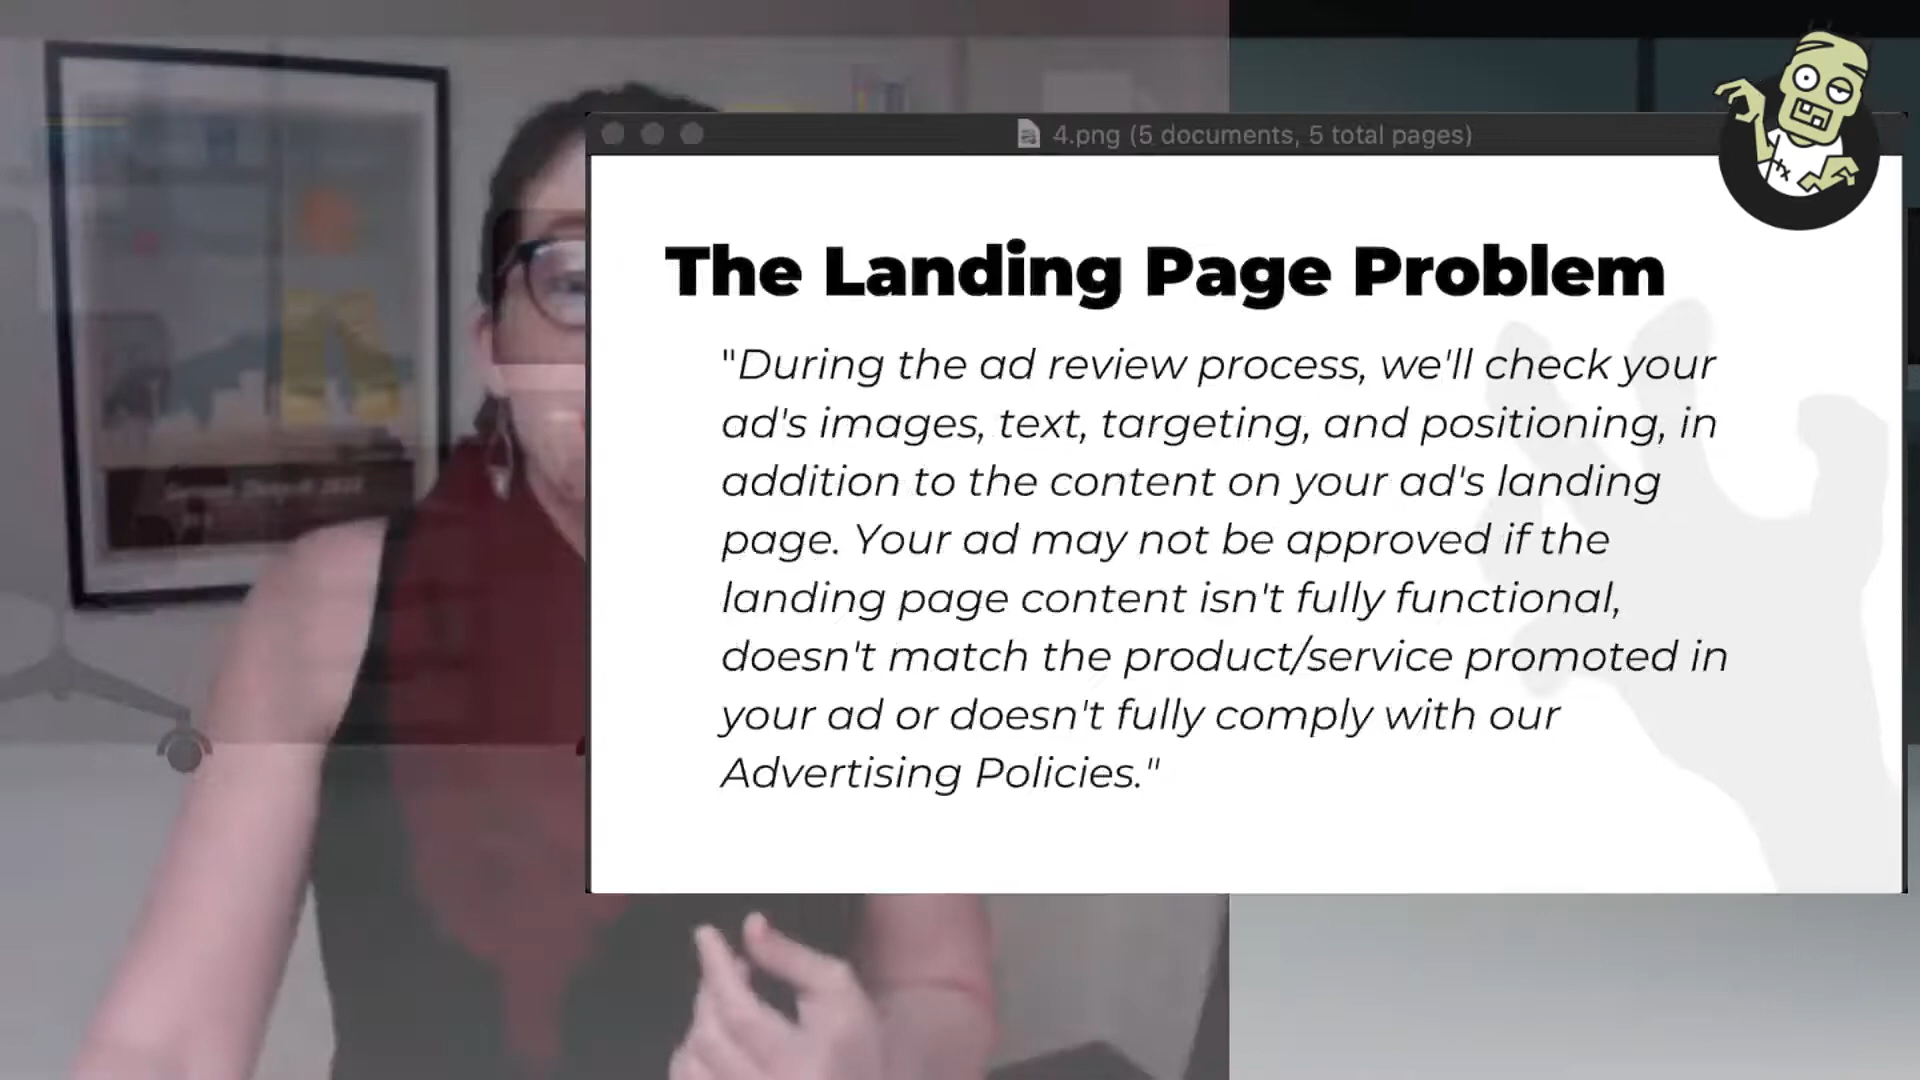 4.png (5 documents, 5 total pages)
The Landing Page Problem
"During the ad review process, we'll check your
ad's images, text, targeting, and positioning, in
addition to the content on your ad's landing
page. Your ad may not be approved if the
landing page content isn't fully functional,
doesn't match the product/service promoted in
your ad or doesn't fully comply with our
Advertising Policies."